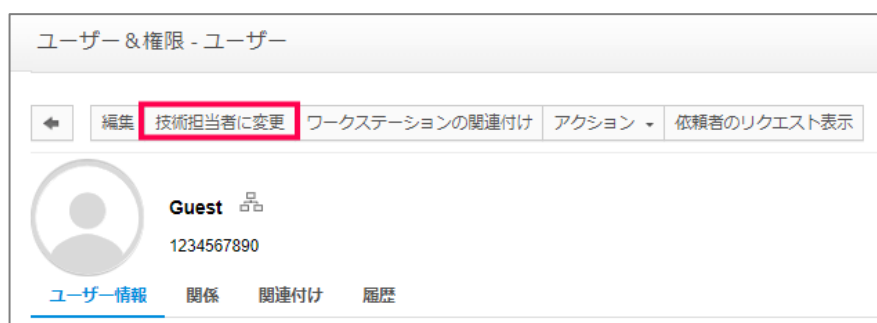 ユーザー＆権限 - ユーザー
編集 技術担当者に変更 ワークステーションの関連付け アクション 依頼者のリクエスト表示
Guest
1234567890
ユーザー情報 関係 関連付け 履歴